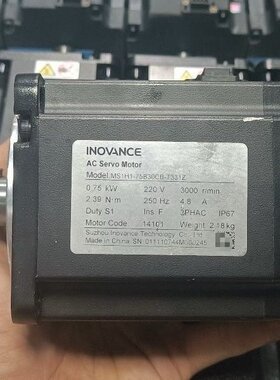 INOVANCE
AC Servo Motor
Model MS1H1-75B30CB-T331Z
0.75 kW 220 V 3000 r/min
2.39 N·m 250 Hz 4.8 A
Duty S1 Ins. F 3PHAC IP67
Motor Code 14101 Weight 2.18kg
Suzhou Inovance Technology Co., Ltd.
Made in China SN: